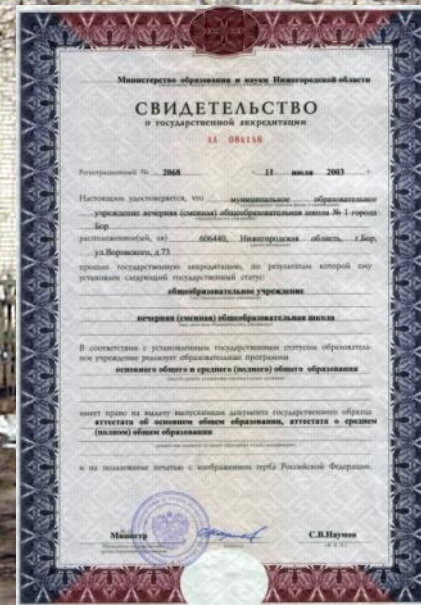 Министерство образования и науки Нижегородской области
СВИДЕТЕЛЬСТВО
о государственной аккредитации
АА 084146
Регистрационный № 2068 " 11 июля 2003 г
Настоящим удостоверяется, что муниципальное образовательное
учреждение вечерняя (сменная) общеобразовательная школа № 1 города
Бор
расположенное(ый, ая) 606440, Нижегородская область, г.Бор,
ул.Воровского, д.73
прошло государственную аккредитацию, по результатам которой ему
установлен следующий государственный статус:
общеобразовательное учреждение
вечерняя (сменная) общеобразовательная школа
В соответствии с установленным государственным статусом образователь-
ное учреждение реализует образовательные программы
основного общего и среднего (полного) общего образования
имеет право на выдачу выпускникам документа государственного образца
аттестата об основном общем образовании, аттестата о среднем
(полном) общем образовании
и на пользование печатью с изображением герба Российской Федерации.
Министр С.В.Наумов